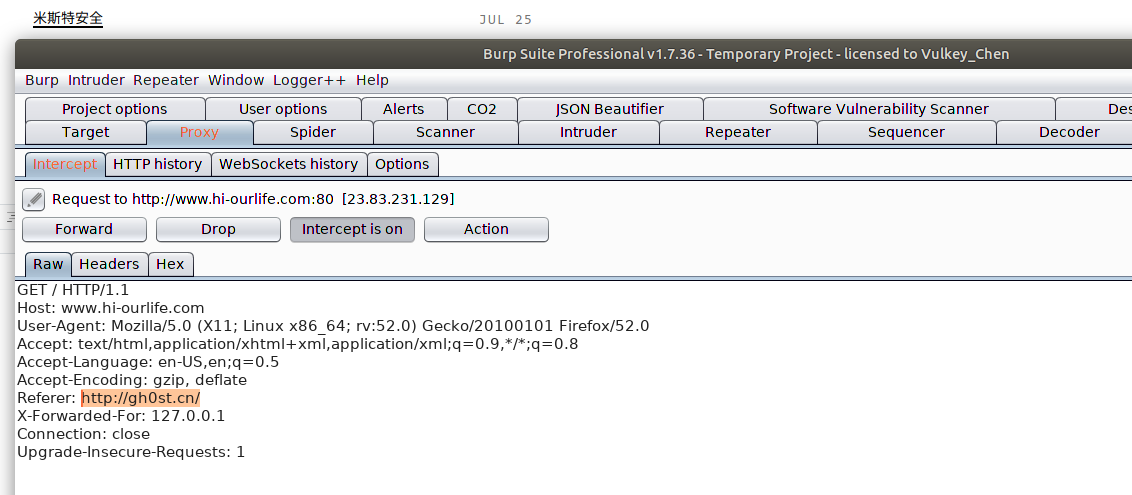 米斯特安全
JUL 25
Burp Suite Professional v1.7.36 - Temporary Project - licensed to Vulkey_Chen
Burp Intruder Repeater Window Logger++ Help
Project options User options Alerts CO2 JSON Beautifier Software Vulnerability Scanner Des
Target Proxy Spider Scanner Intruder Repeater Sequencer Decoder
Intercept HTTP history WebSockets history Options
Request to http://www.hi-ourlife.com:80 [23.83.231.129]
Forward Drop Intercept is on Action
Raw Headers Hex
GET / HTTP/1.1
Host: www.hi-ourlife.com
User-Agent: Mozilla/5.0 (X11; Linux x86_64; rv:52.0) Gecko/20100101 Firefox/52.0
Accept: text/html,application/xhtml+xml,application/xml;q=0.9,*/*;q=0.8
Accept-Language: en-US,en;q=0.5
Accept-Encoding: gzip, deflate
Referer: http://gh0st.cn/
X-Forwarded-For: 127.0.0.1
Connection: close
Upgrade-Insecure-Requests: 1